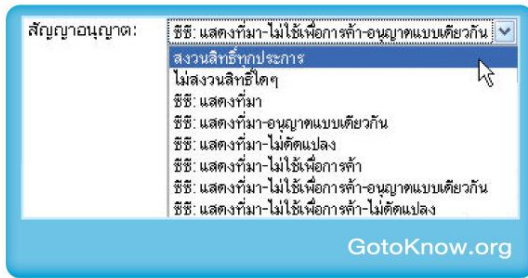 สัญญาอนุญาต: ซีซี: แสดงที่มา-ไม่ใช้เพื่อการค้า-อนุญาตแบบเดียวกัน
สงวนสิทธิ์ทุกประการ
ไม่สงวนสิทธิ์ใดๆ
ซีซี: แสดงที่มา
ซีซี: แสดงที่มา-อนุญาตแบบเดียวกัน
ซีซี: แสดงที่มา-ไม่ดัดแปลง
ซีซี: แสดงที่มา-ไม่ใช้เพื่อการค้า
ซีซี: แสดงที่มา-ไม่ใช้เพื่อการค้า-อนุญาตแบบเดียวกัน
ซีซี: แสดงที่มา-ไม่ใช้เพื่อการค้า-ไม่ดัดแปลง
GotoKnow.org